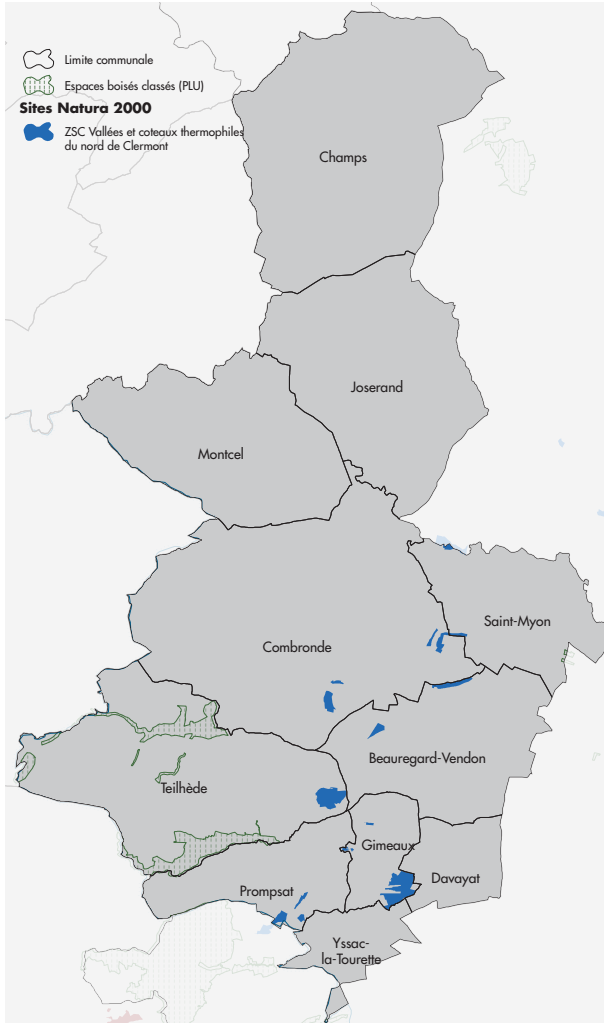 Limite communale
Espaces boisés classés (PLU)
Sites Natura 2000
ZSC Vallées et coteaux thermophiles
du nord de Clermont
Champs
Joserand
Montcel
Saint-Myon
Combronde
Beauregard-Vendon
Teilhède
Gimeaux
Davayat
Prompsat
Yssac-
la-Tourette